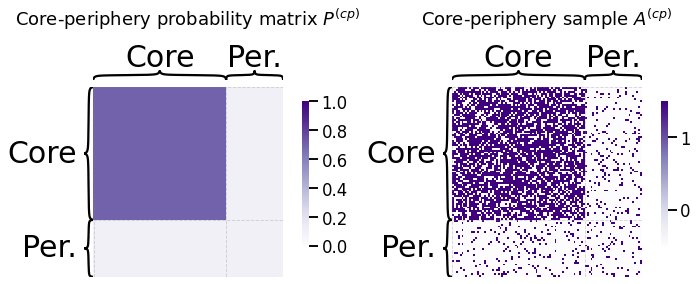 Core-periphery probability matrix P^(cp)
Core Per.
Core
Per.
1.0
0.8
0.6
0.4
0.2
0.0
Core-periphery sample A^(cp)
Core Per.
Core
Per.
1
0